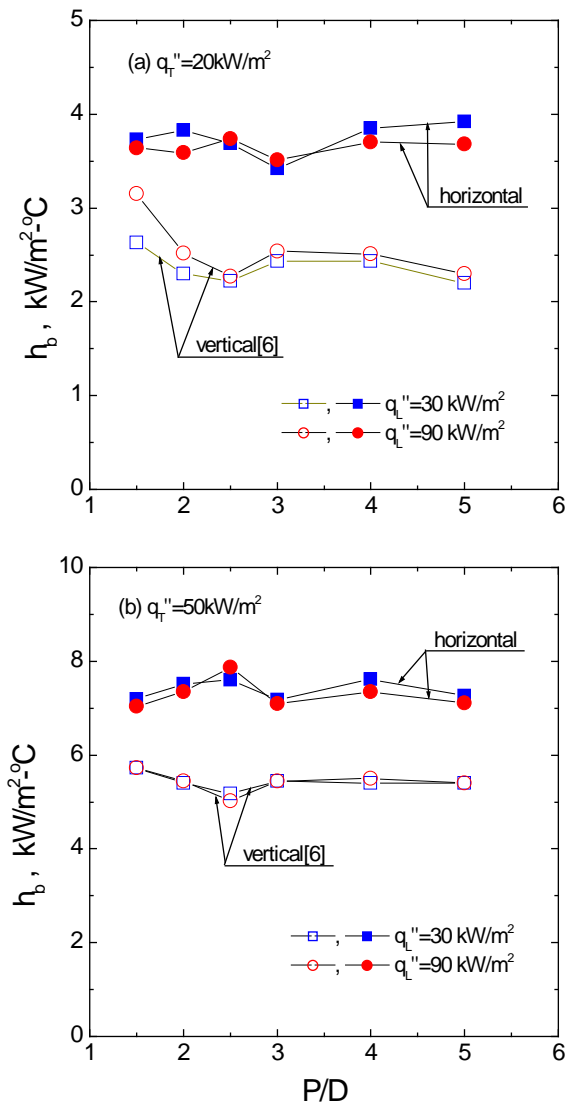 5
(a) q_T''=20kW/m²
4
horizontal
3
2
vertical[6]
1
, q_L''=30 kW/m²
, q_L''=90 kW/m²
0
1 2 3 4 5 6
h_b , kW/m²-ºC
10
(b) q_T''=50kW/m²
horizontal
8
6
vertical[6]
4
2
, q_L''=30 kW/m²
, q_L''=90 kW/m²
0
1 2 3 4 5 6
h_b , kW/m²-ºC
P/D